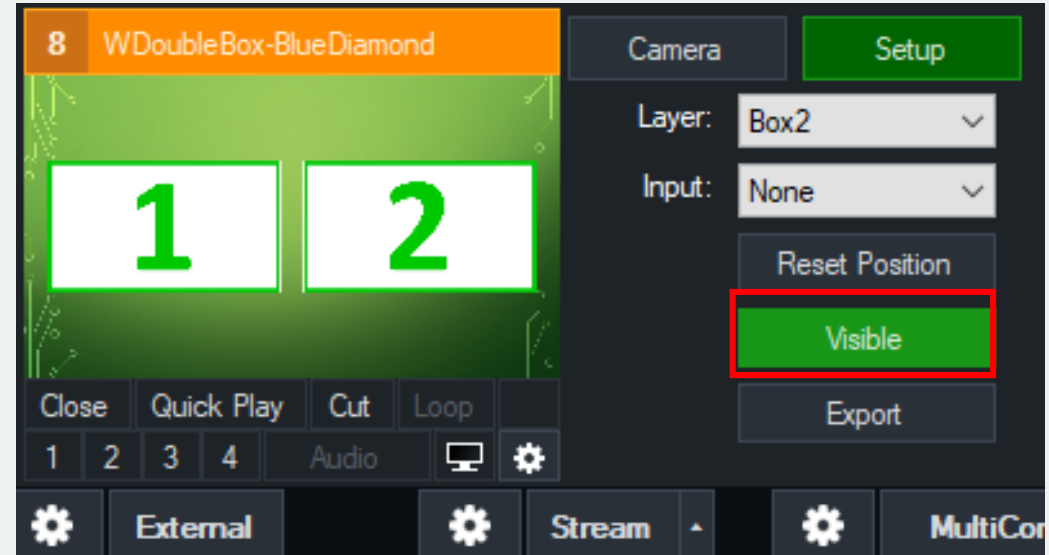 8 WDoubleBox-BlueDiamond
Camera Setup
Layer: Box2
Input: None
1 2
Reset Position
Visible
Export
Close Quick Play Cut Loop
1 2 3 4 Audio
External Stream